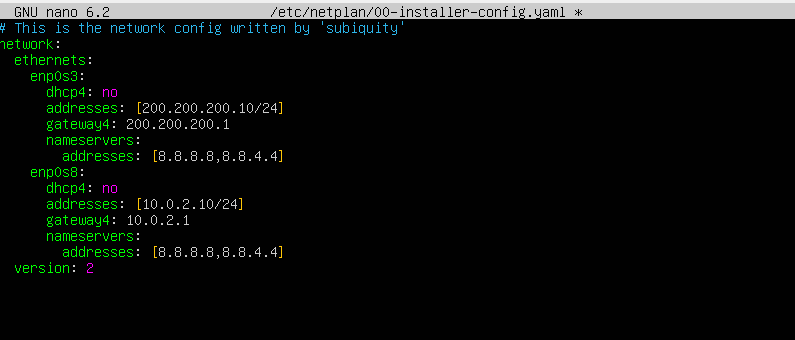 GNU nano 6.2 /etc/netplan/00-installer-config.yaml *
# This is the network config written by 'subiquity'
network:
  ethernets:
    enp0s3:
      dhcp4: no
      addresses: [200.200.200.10/24]
      gateway4: 200.200.200.1
      nameservers:
        addresses: [8.8.8.8,8.8.4.4]
    enp0s8:
      dhcp4: no
      addresses: [10.0.2.10/24]
      gateway4: 10.0.2.1
      nameservers:
        addresses: [8.8.8.8,8.8.4.4]
  version: 2